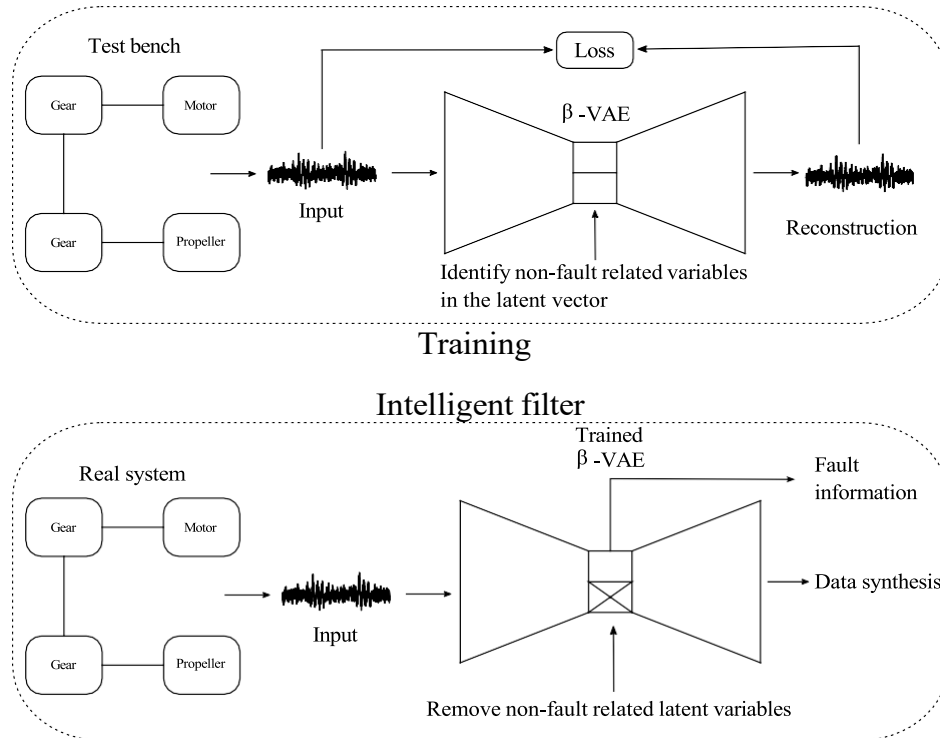 Test bench
Loss
Gear
Motor
β -VAE
Input
Gear
Propeller
Reconstruction
Identify non-fault related variables
in the latent vector
Training
Intelligent filter
Trained
β -VAE
Real system
Fault
information
Gear
Motor
Data synthesis
Input
Gear
Propeller
Remove non-fault related latent variables